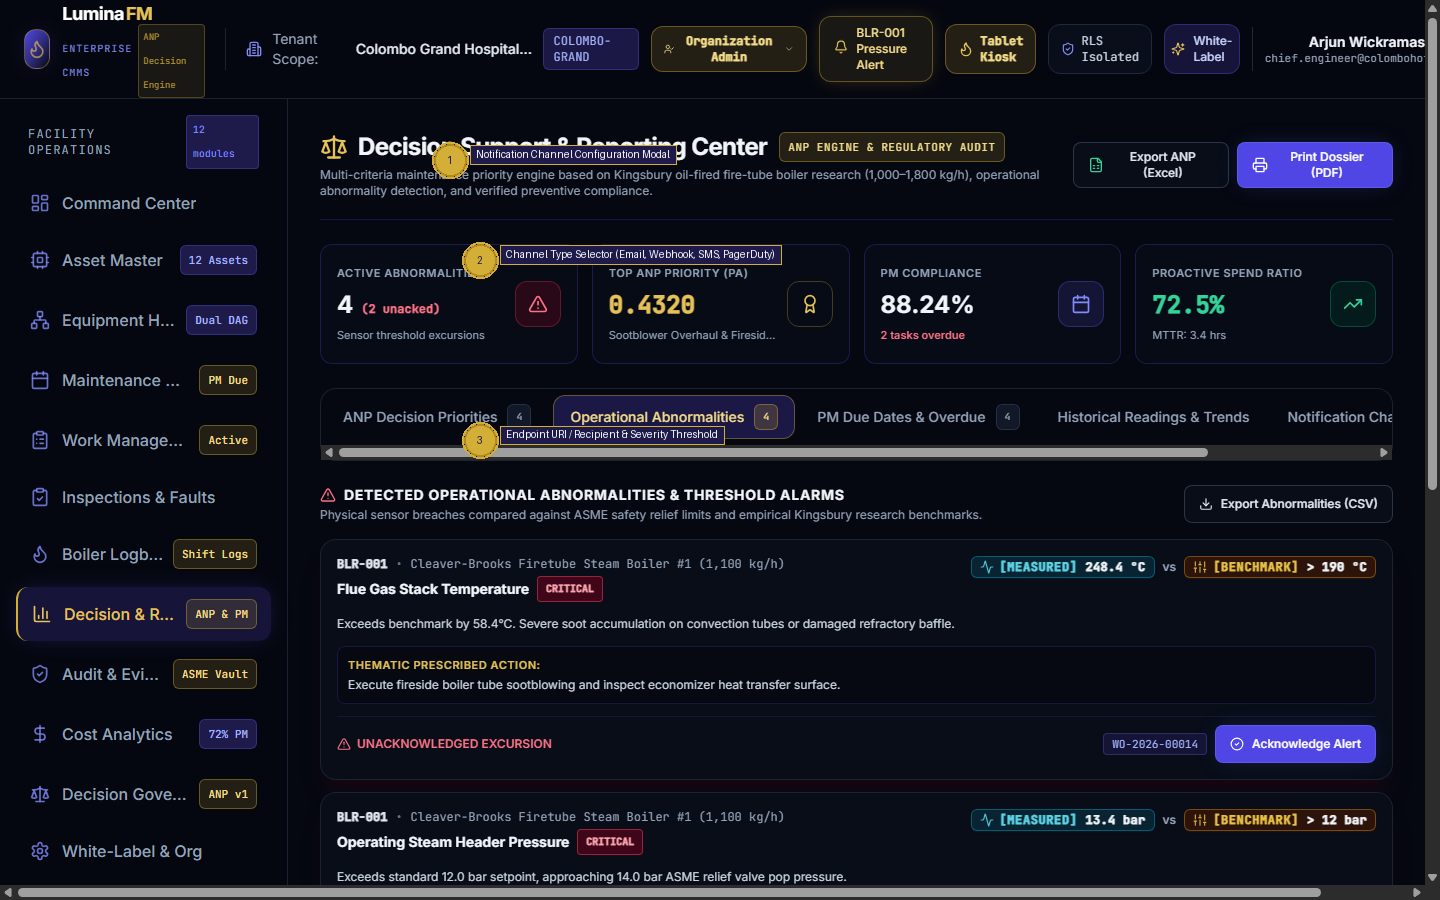 LuminaFM
ENTERPRISE
CMMS
ANP
Decision
Engine
Tenant
Scope:
Colombo Grand Hospital...
COLOMBO-
GRAND
Organization
Admin
BLR-001
Pressure
Alert
Tablet
Kiosk
RLS
Isolated
White-
Label
Arjun Wickramas
chief.engineer@colomboho
FACILITY
OPERATIONS
12
modules
Command Center
Asset Master
12 Assets
Equipment H...
Dual DAG
Maintenance ...
PM Due
Work Manage...
Active
Inspections & Faults
Boiler Logb...
Shift Logs
Decision & R...
ANP & PM
Audit & Evi...
ASME Vault
Cost Analytics
72% PM
Decision Gove...
ANP v1
White-Label & Org
Decision Support & Reporting Center
ANP ENGINE & REGULATORY AUDIT
1
Notification Channel Configuration Modal
Multi-criteria maintenance priority engine based on Kingsbury oil-fired fire-tube boiler research (1,000–1,800 kg/h), operational
abnormality detection, and verified preventive compliance.
Export ANP
(Excel)
Print Dossier
(PDF)
2
Channel Type Selector (Email, Webhook, SMS, PagerDuty)
ACTIVE ABNORMALITI
4 (2 unacked)
Sensor threshold excursions
TOP ANP PRIORITY (PA)
0.4320
Sootblower Overhaul & Firesid...
PM COMPLIANCE
88.24%
2 tasks overdue
PROACTIVE SPEND RATIO
72.5%
MTTR: 3.4 hrs
ANP Decision Priorities 4
Operational Abnormalities 4
PM Due Dates & Overdue 4
Historical Readings & Trends
Notification Cha
3
Endpoint URI / Recipient & Severity Threshold
DETECTED OPERATIONAL ABNORMALITIES & THRESHOLD ALARMS
Physical sensor breaches compared against ASME safety relief limits and empirical Kingsbury research benchmarks.
Export Abnormalities (CSV)
BLR-001 • Cleaver-Brooks Firetube Steam Boiler #1 (1,100 kg/h)
[MEASURED] 248.4 °C vs [BENCHMARK] > 190 °C
Flue Gas Stack Temperature CRITICAL
Exceeds benchmark by 58.4°C. Severe soot accumulation on convection tubes or damaged refractory baffle.
THEMATIC PRESCRIBED ACTION:
Execute fireside boiler tube sootblowing and inspect economizer heat transfer surface.
UNACKNOWLEDGED EXCURSION
WO-2026-00014
Acknowledge Alert
BLR-001 • Cleaver-Brooks Firetube Steam Boiler #1 (1,100 kg/h)
[MEASURED] 13.4 bar vs [BENCHMARK] > 12 bar
Operating Steam Header Pressure CRITICAL
Exceeds standard 12.0 bar setpoint, approaching 14.0 bar ASME relief valve pop pressure.